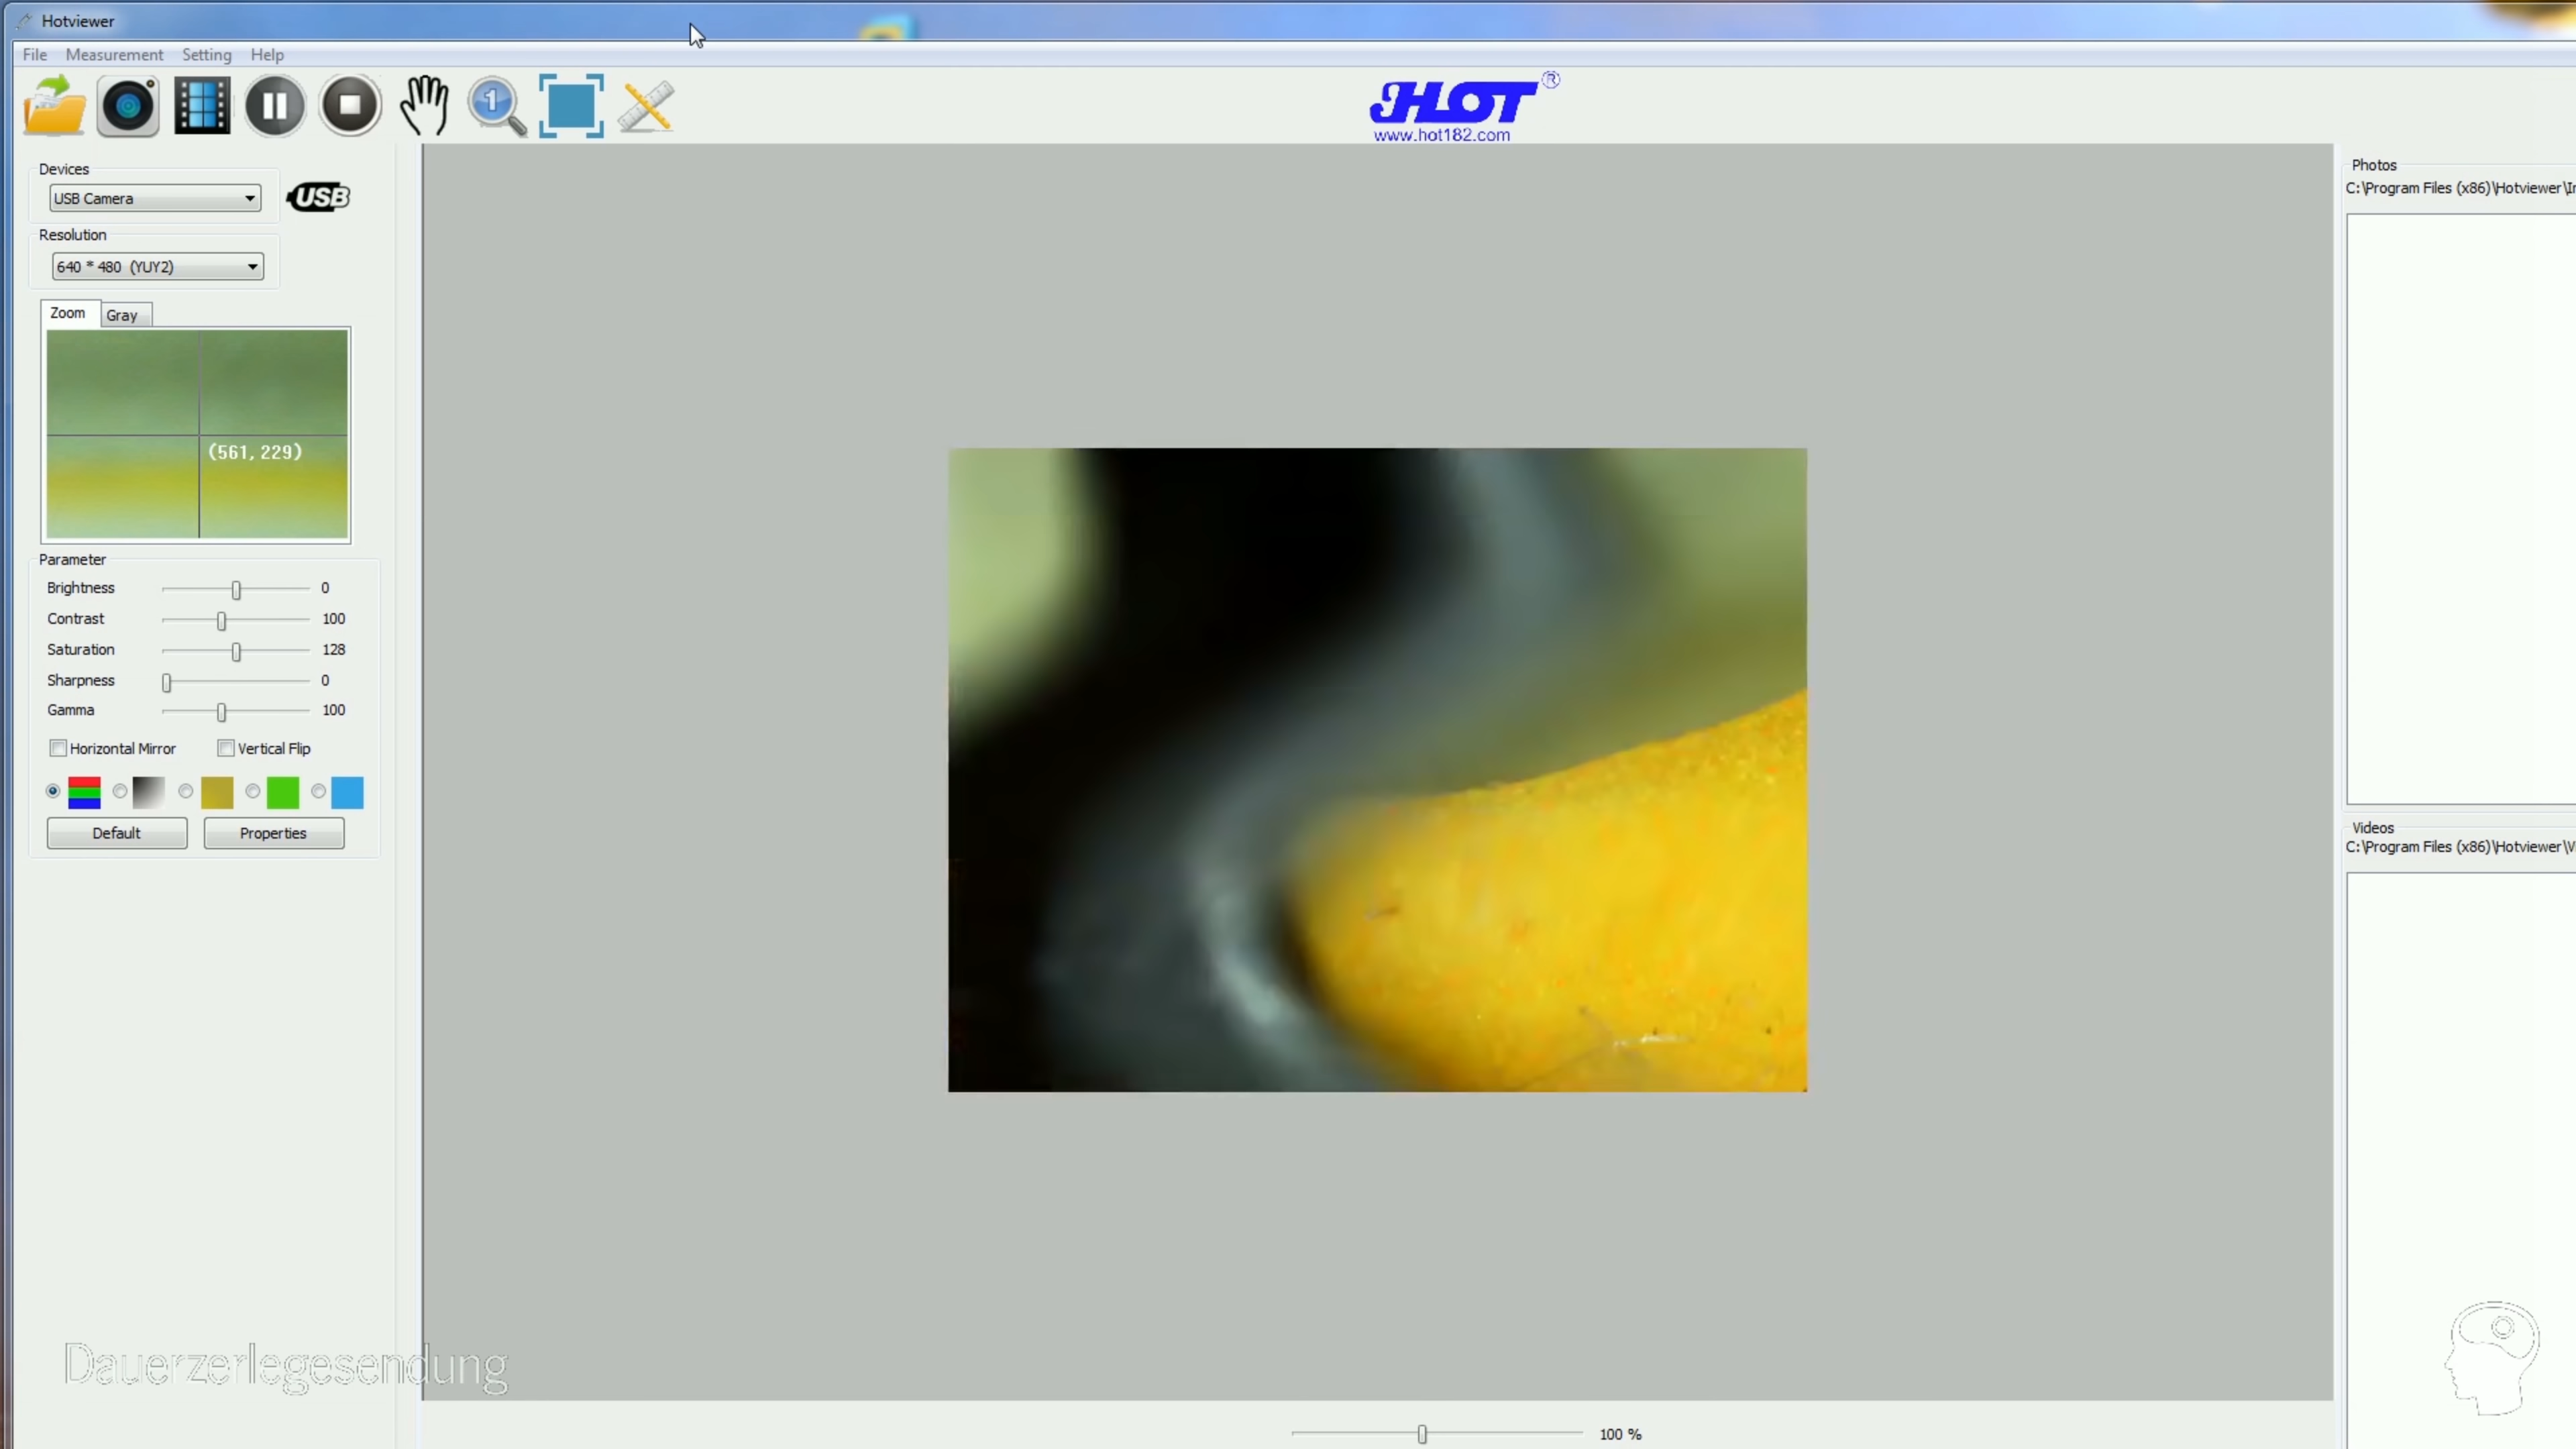 Hotviewer
File Measurement Setting Help
1
HOT ®
www.hot182.com
Devices
USB Camera
USB
Resolution
640 * 480 (YUY2)
Zoom Gray
(561, 229)
Parameter
Brightness 0
Contrast 100
Saturation 128
Sharpness 0
Gamma 100
Horizontal Mirror Vertical Flip
Default Properties
Photos
C:\Program Files (x86)\Hotviewer\
Videos
C:\Program Files (x86)\Hotviewer\
Dauerzerlegesendung
100 %